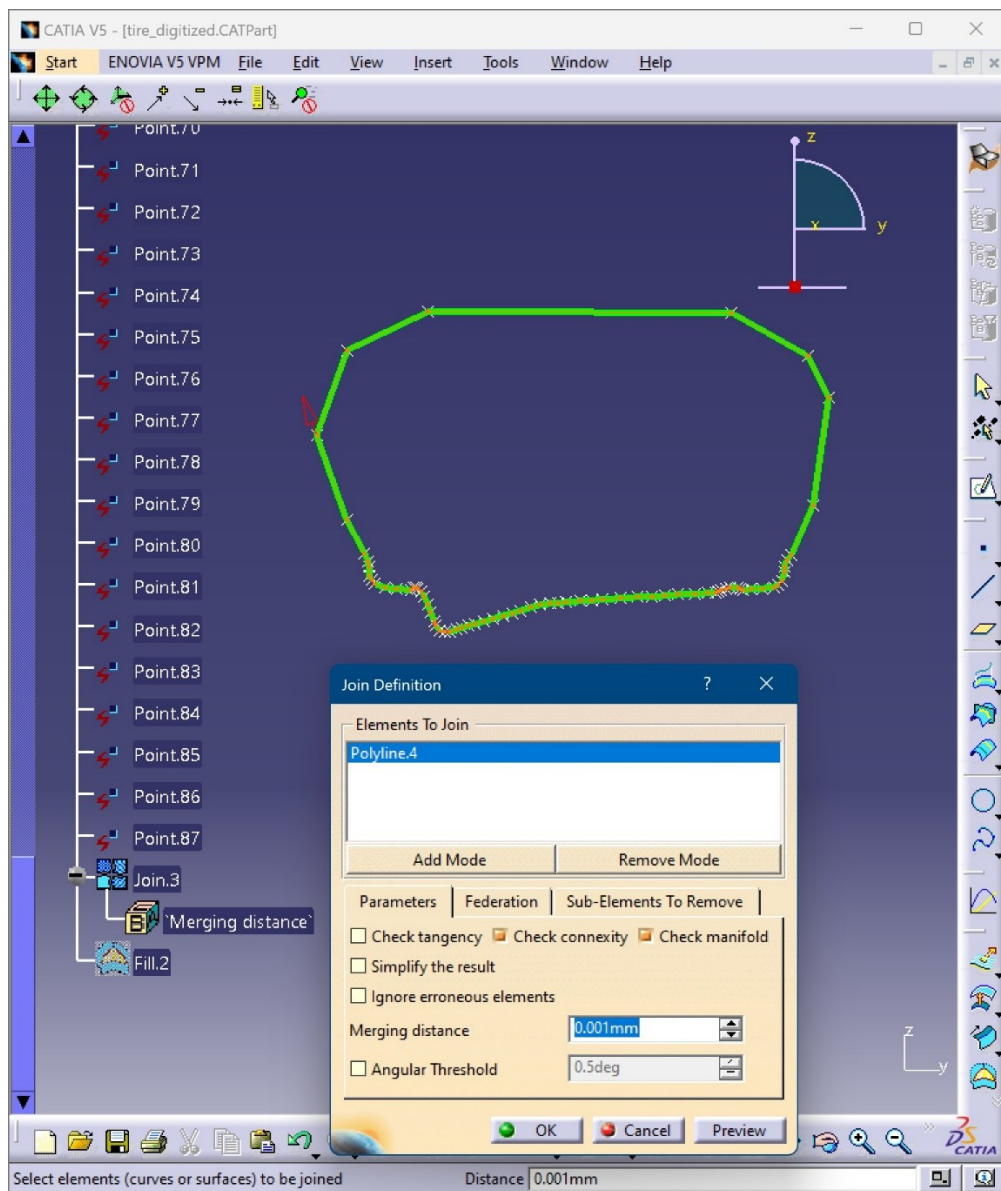 CATIA V5 - [tire_digitized.CATPart]
Start ENOVIA V5 VPM File Edit View Insert Tools Window Help
Point.70
Point.71
Point.72
Point.73
Point.74
Point.75
Point.76
Point.77
Point.78
Point.79
Point.80
Point.81
Point.82
Point.83
Point.84
Point.85
Point.86
Point.87
Join.3
`Merging distance`
Fill.2
z
x
y
Join Definition
Elements To Join
Polyline.4
Add Mode Remove Mode
Parameters Federation Sub-Elements To Remove
Check tangency Check connexity Check manifold
Simplify the result
Ignore erroneous elements
Merging distance 0.001mm
Angular Threshold 0.5deg
OK Cancel Preview
z
y
DS CATIA
Select elements (curves or surfaces) to be joined Distance 0.001mm